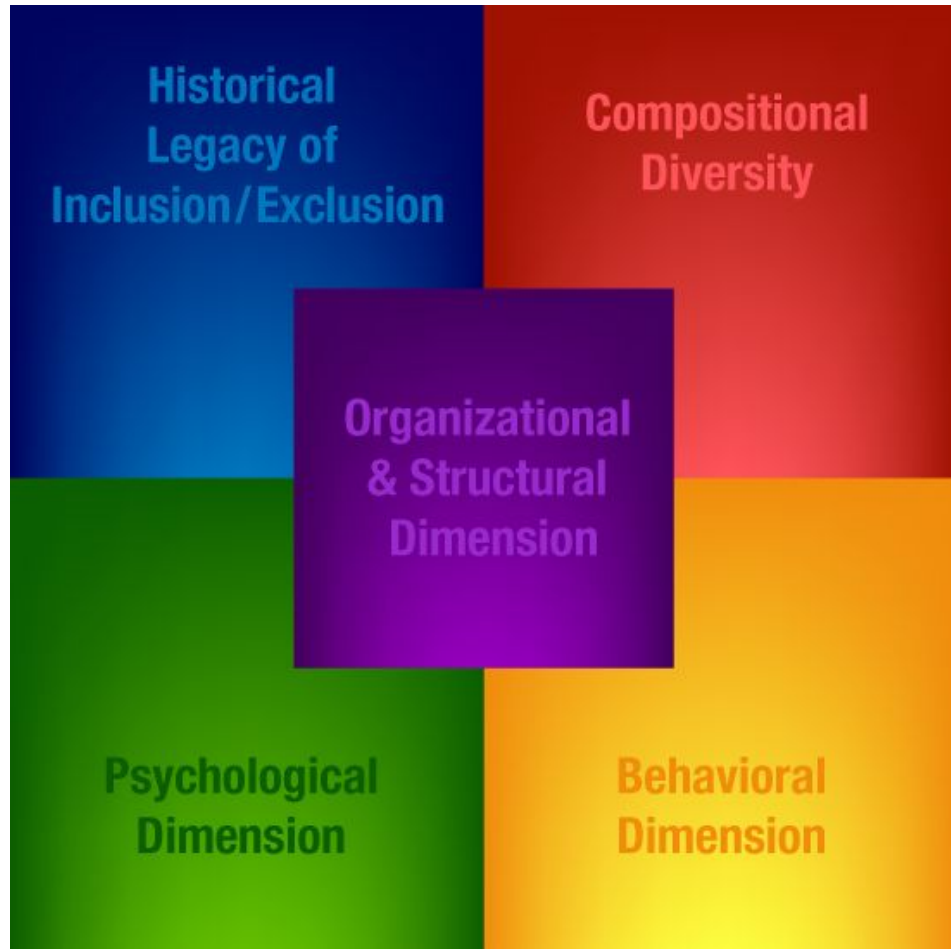 Historical
Legacy of
Inclusion/Exclusion
Compositional
Diversity
Organizational
& Structural
Dimension
Psychological
Dimension
Behavioral
Dimension